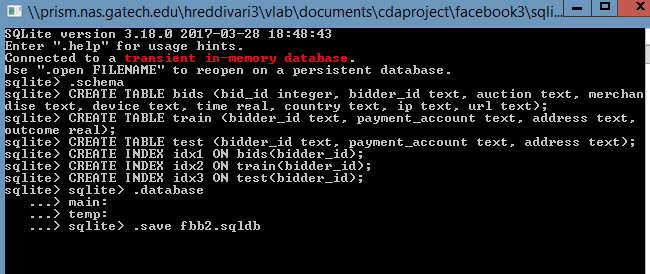 \\prism.nas.gatech.edu\hreddivari3\vlab\documents\cdaproject\facebook3\sqli...
SQLite version 3.18.0 2017-03-28 18:48:43
Enter ".help" for usage hints.
Connected to a transient in-memory database.
Use ".open FILENAME" to reopen on a persistent database.
sqlite> .schema
sqlite> CREATE TABLE bids (bid_id integer, bidder_id text, auction text, merchan
dise text, device text, time real, country text, ip text, url text);
sqlite> CREATE TABLE train (bidder_id text, payment_account text, address text,
outcome real);
sqlite> CREATE TABLE test (bidder_id text, payment_account text, address text);
sqlite> CREATE INDEX idx1 ON bids(bidder_id);
sqlite> CREATE INDEX idx2 ON train(bidder_id);
sqlite> CREATE INDEX idx3 ON test(bidder_id);
sqlite> sqlite> .database
   ...> main:
   ...> temp:
   ...> sqlite> .save fbb2.sqldb